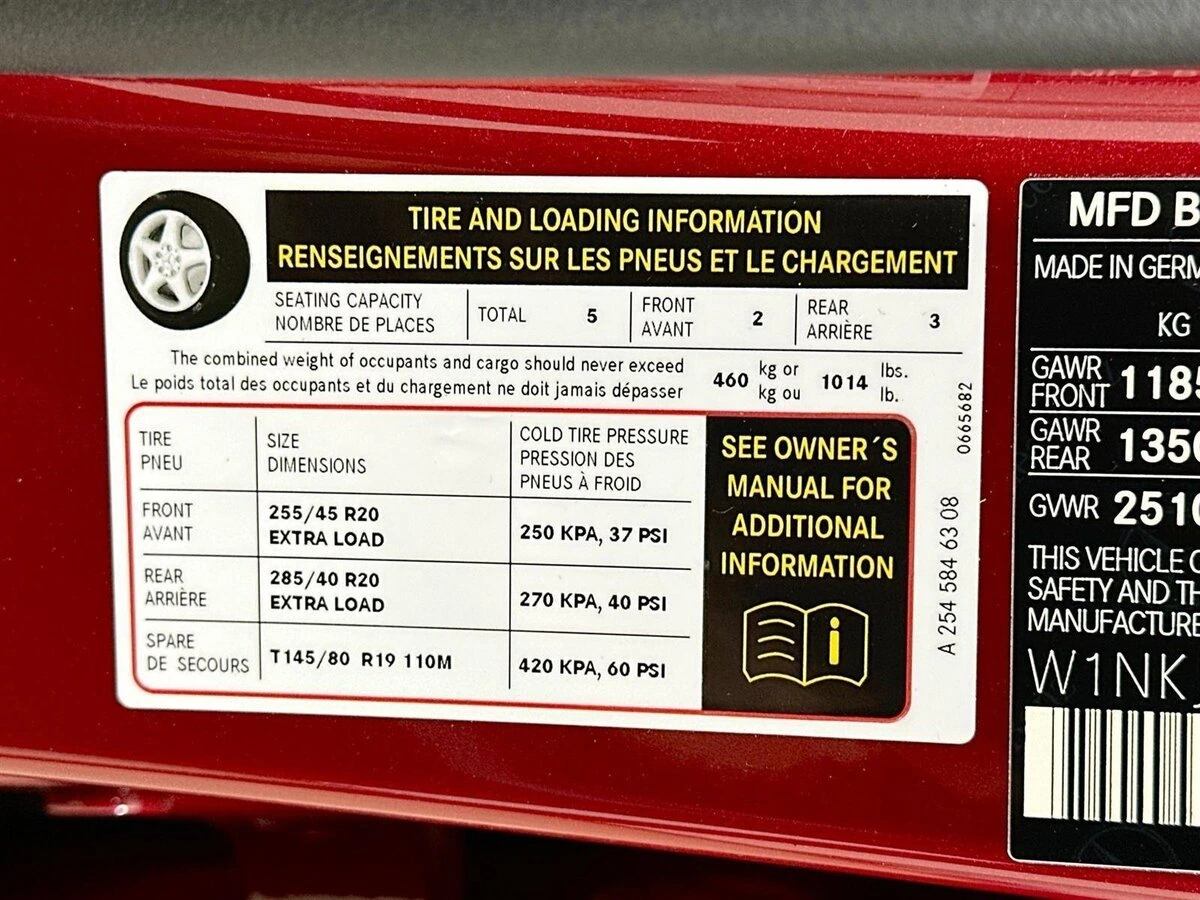 TIRE AND LOADING INFORMATION
RENSEIGNEMENTS SUR LES PNEUS ET LE CHARGEMENT
SEATING CAPACITY
NOMBRE DE PLACES
TOTAL 5
FRONT
AVANT
2
REAR
ARRIÈRE
3
The combined weight of occupants and cargo should never exceed
Le poids total des occupants et du chargement ne doit jamais dépasser
460 kg or
kg ou
1014 lbs.
lb.
TIRE
PNEU
SIZE
DIMENSIONS
COLD TIRE PRESSURE
PRESSION DES
PNEUS À FROID
FRONT
AVANT
255/45 R20
EXTRA LOAD
250 KPA, 37 PSI
REAR
ARRIÈRE
285/40 R20
EXTRA LOAD
270 KPA, 40 PSI
SPARE
DE SECOURS
T145/80 R19 110M
420 KPA, 60 PSI
SEE OWNER´S
MANUAL FOR
ADDITIONAL
INFORMATION
0665682
A 254 584 63 08
MFD B
MADE IN GERM
KG
GAWR
FRONT 1185
GAWR
REAR 1350
GVWR 2510
THIS VEHICLE
SAFETY AND TH
MANUFACTURE
W1NK